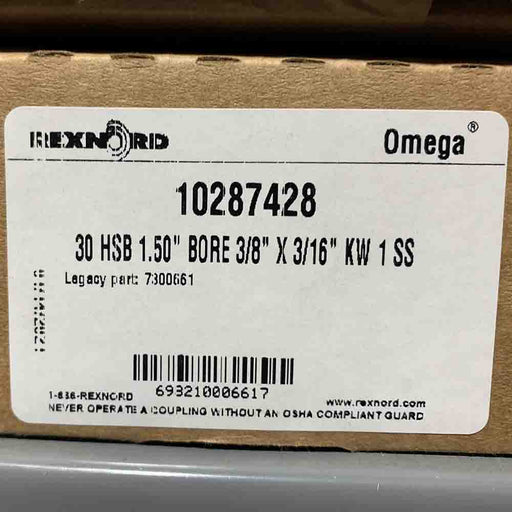 REXNORD
Omega®
10287428
30 HSB 1.50" BORE 3/8" X 3/16" KW 1 SS
Legacy part: 7300661
693210006617
1-866-REXNORD
www.rexnord.com
NEVER OPERATE A COUPLING WITHOUT AN OSHA COMPLIANT GUARD